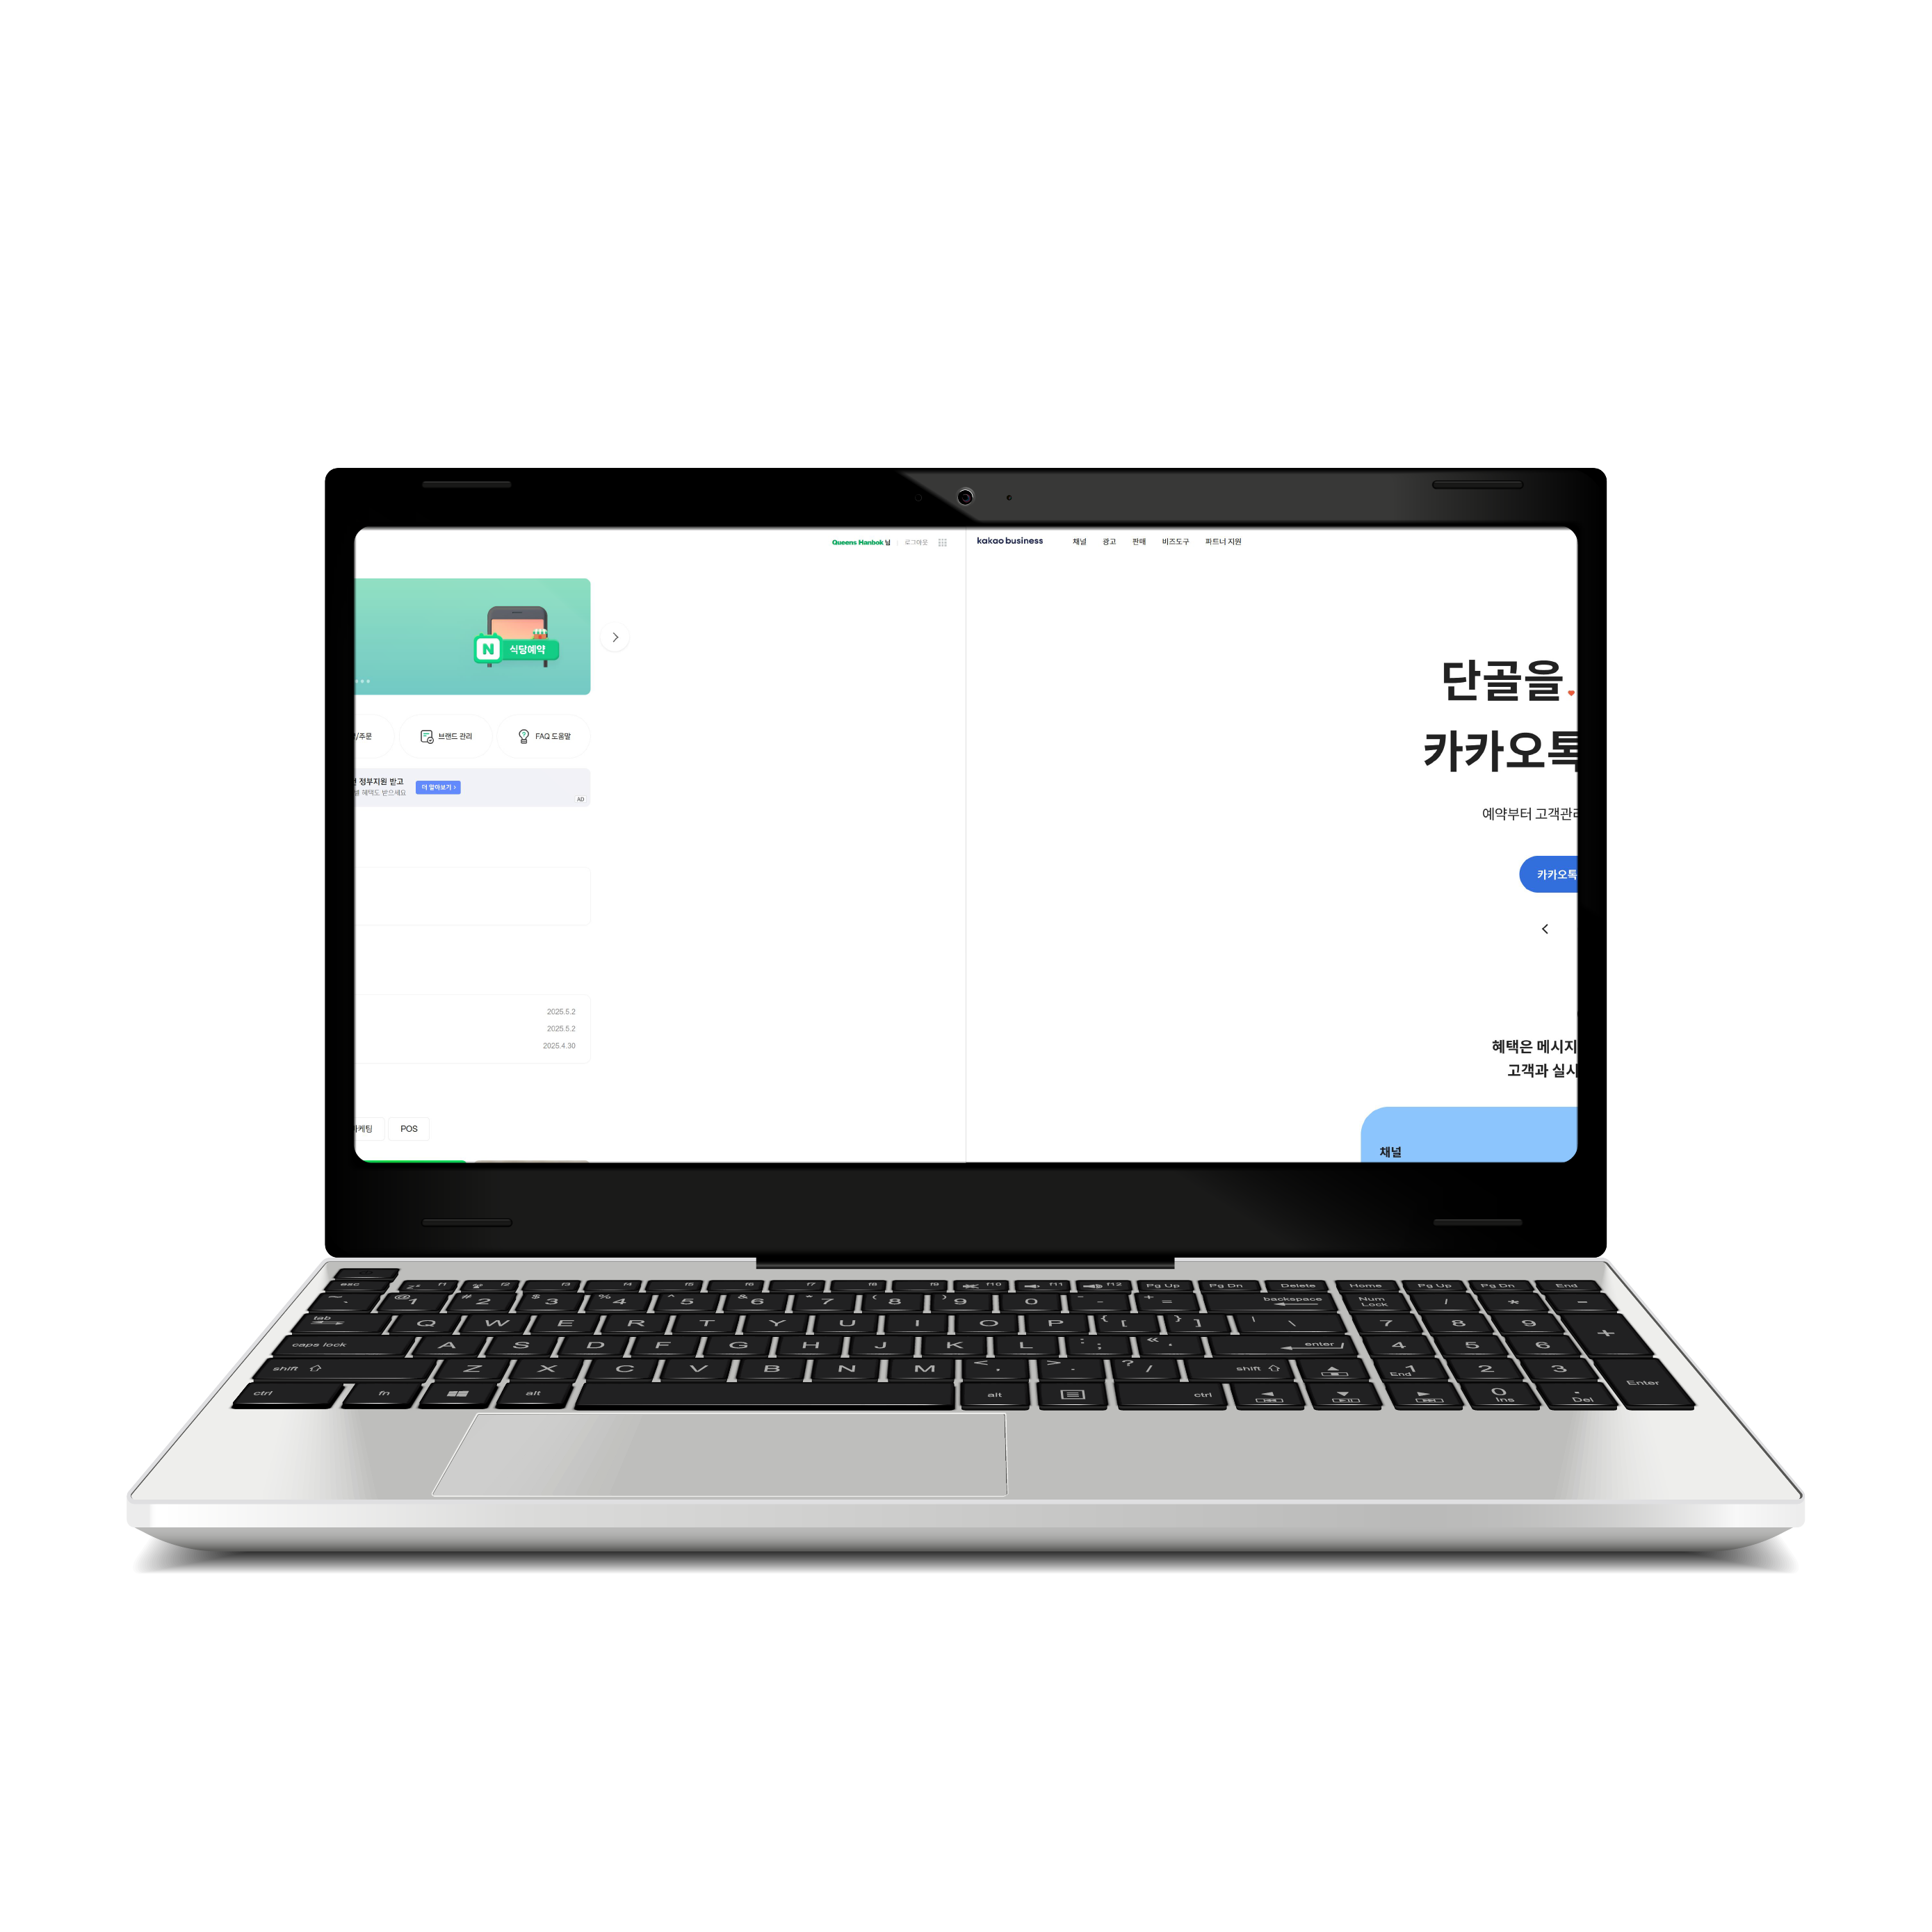 Queens Hanbok 님
로그아웃
N 식당예약
/주문
브랜드 관리
FAQ 도움말
정부지원 받고
혜택도 받으세요
더 알아보기 >
AD
2025.5.2
2025.5.2
2025.4.30
케팅
POS
kakao business
채널 광고 판매 비즈도구 파트너 지원
단골을
카카오톡
예약부터 고객관리
카카오톡
혜택은 메시지
고객과 실시
채널
esc f1 f2 f3 f4 f5 f6 f7 f8 f9 f10 f11 f12 Pg Up Pg Dn Delete Home Pg Up Pg Dn End
~ ` @ 1 # 2 $ 3 % 4 ^ 5 & 6 * 7 ( 8 ) 9 0 - - + = backspace Num Lock / * -
tab Q W E R T Y U I O P { [ } ] | \ 7 8 9 +
caps lock A S D F G H J K L : ; enter 4 5 6
shift Z X C V B N M < , > . ? / shift End 1 2 3 Enter
ctrl fn alt alt ctrl 0 Ins . Del